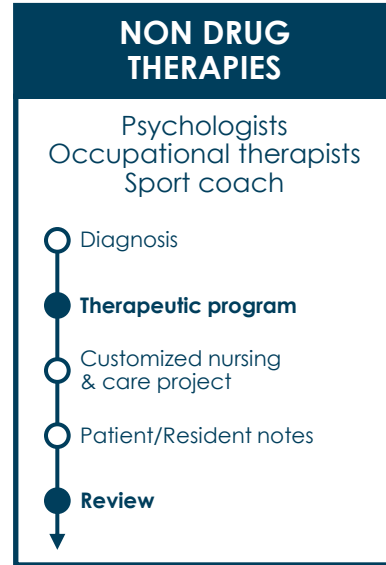 NON DRUG
THERAPIES
Psychologists
Occupational therapists
Sport coach
Diagnosis
Therapeutic program
Customized nursing
& care project
Patient/Resident notes
Review